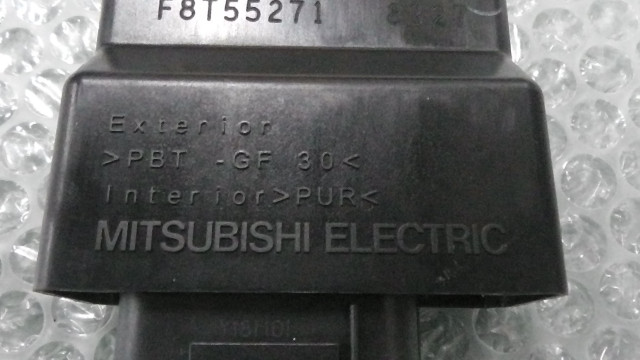 F8T55271
Exterior
>PBT -GF 30<
Interior>PUR<
MITSUBISHI ELECTRIC